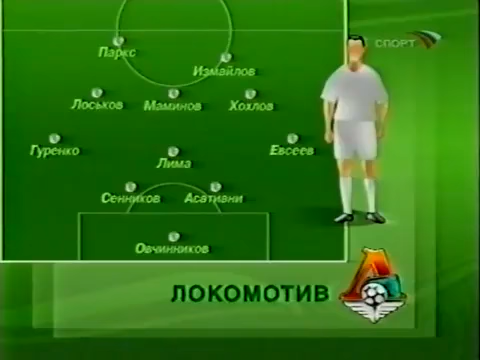 СПОРТ
Паркс
Измайлов
Лоськов Маминов Хохлов
Гуренко Лима Евсеев
Сенников Асатиани
Овчинников
ЛОКОМОТИВ